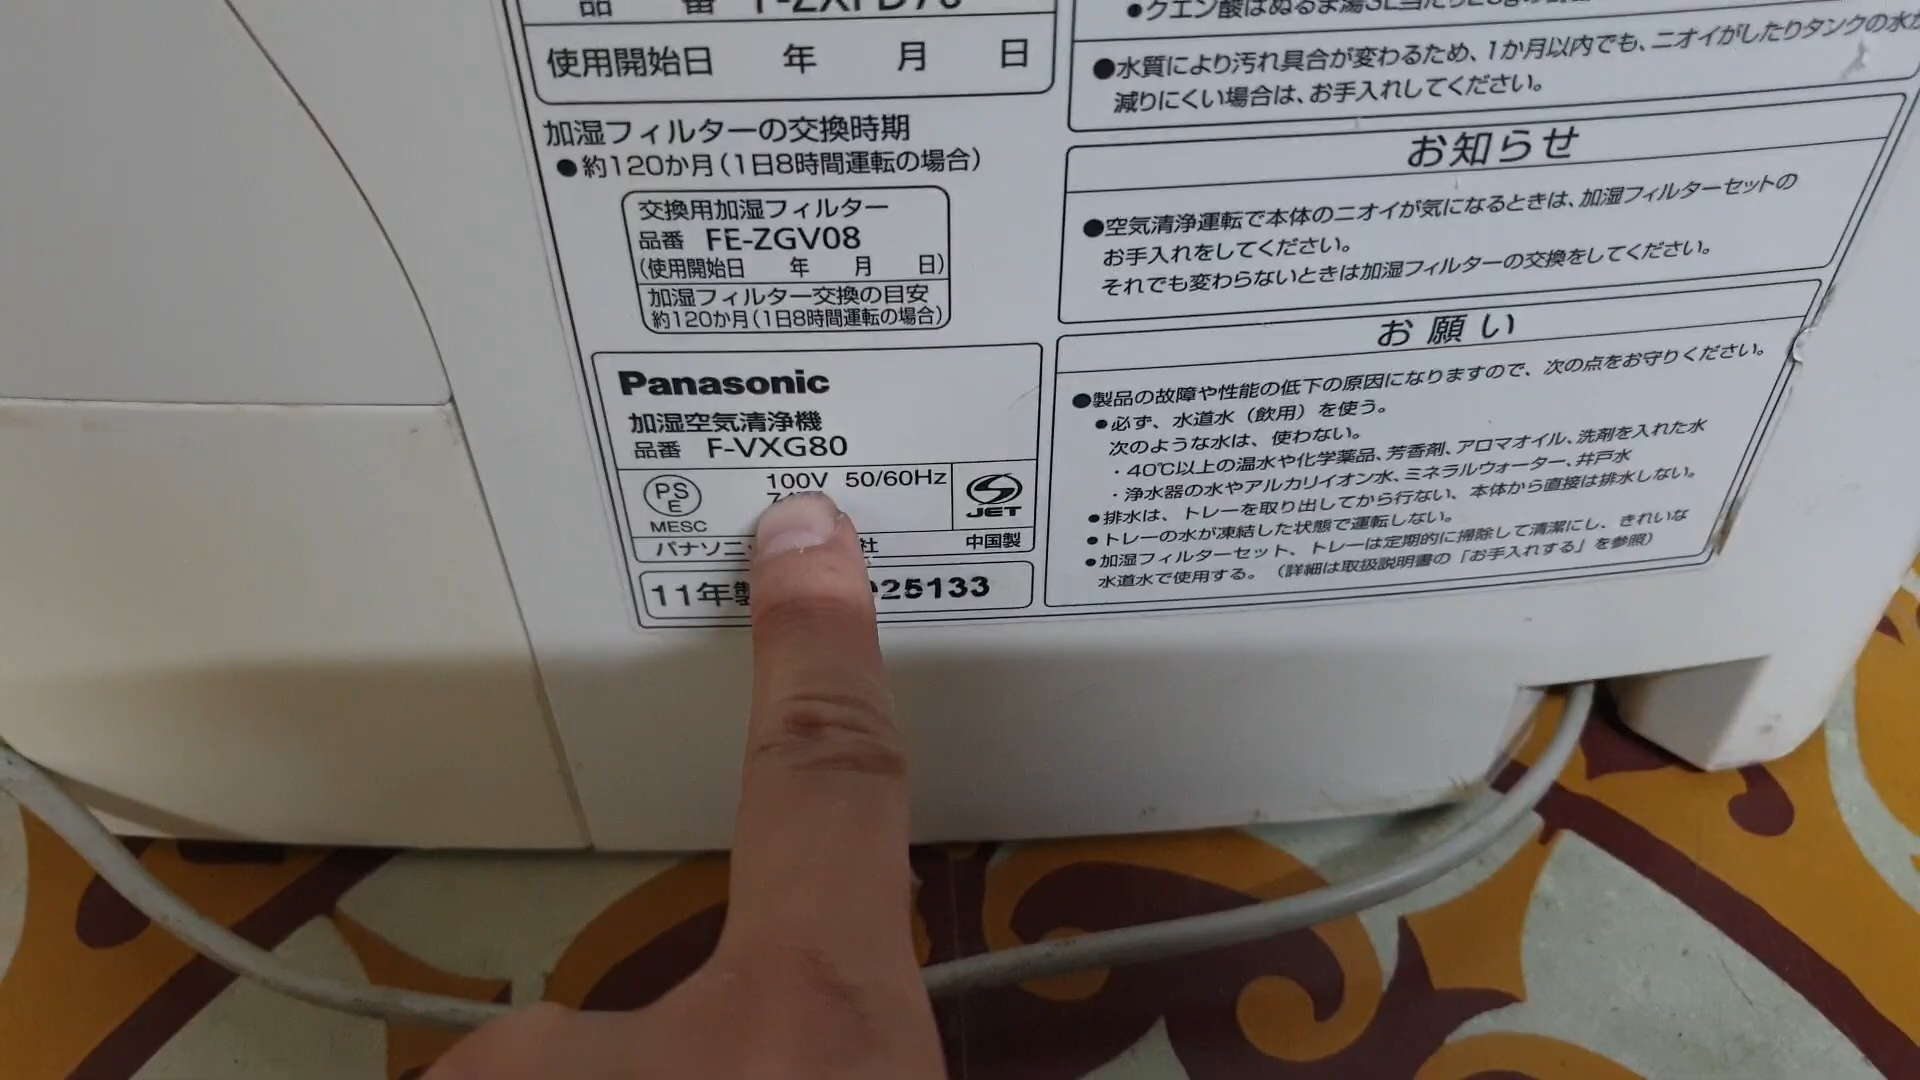 使用開始日 年 月 日
加湿フィルターの交換時期
●約120か月(1日8時間運転の場合)
交換用加湿フィルター
品番 FE-ZGV08
(使用開始日 年 月 日)
加湿フィルター交換の目安
約120か月(1日8時間運転の場合)
Panasonic
加湿空気清浄機
品番 F-VXG80
PS
E
MESC
100V 50/60Hz
JET
パナソニ
社
中国製
11年製
25133
●クエン酸はぬるま湯3L当たり
●水質により汚れ具合が変わるため、1か月以内でも、ニオイがしたりタンクの水が
減りにくい場合は、お手入れしてください。
お知らせ
●空気清浄運転で本体のニオイが気になるときは、加湿フィルターセットの
お手入れをしてください。
それでも変わらないときは加湿フィルターの交換をしてください。
お願い
●製品の故障や性能の低下の原因になりますので、次の点をお守りください。
●必ず、水道水(飲用)を使う。
次のような水は、使わない。
・40℃以上の温水や化学薬品、芳香剤、アロマオイル、洗剤を入れた水
・浄水器の水やアルカリイオン水、ミネラルウォーター、井戸水
●排水は、トレーを取り出してから行ない、本体から直接は排水しない。
●トレーの水が凍結した状態で運転しない。
●加湿フィルターセット、トレーは定期的に掃除して清潔にし、きれいな
水道水で使用する。(詳細は取扱説明書の「お手入れする」を参照)